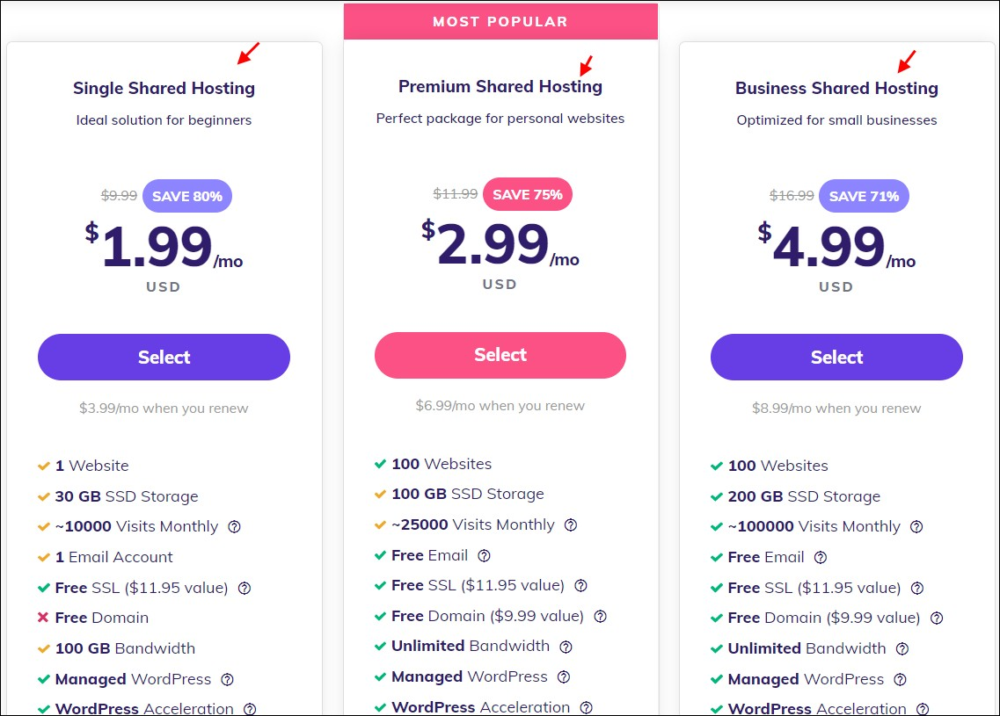 MOST POPULAR
Single Shared Hosting
Ideal solution for beginners
$9.99 SAVE 80%
$1.99/mo
USD
Select
$3.99/mo when you renew
1 Website
30 GB SSD Storage
~10000 Visits Monthly
1 Email Account
Free SSL ($11.95 value)
Free Domain
100 GB Bandwidth
Managed WordPress
WordPress Acceleration
Premium Shared Hosting
Perfect package for personal websites
$11.99 SAVE 75%
$2.99/mo
USD
Select
$6.99/mo when you renew
100 Websites
100 GB SSD Storage
~25000 Visits Monthly
Free Email
Free SSL ($11.95 value)
Free Domain ($9.99 value)
Unlimited Bandwidth
Managed WordPress
WordPress Acceleration
Business Shared Hosting
Optimized for small businesses
$16.99 SAVE 71%
$4.99/mo
USD
Select
$8.99/mo when you renew
100 Websites
200 GB SSD Storage
~100000 Visits Monthly
Free Email
Free SSL ($11.95 value)
Free Domain ($9.99 value)
Unlimited Bandwidth
Managed WordPress
WordPress Acceleration